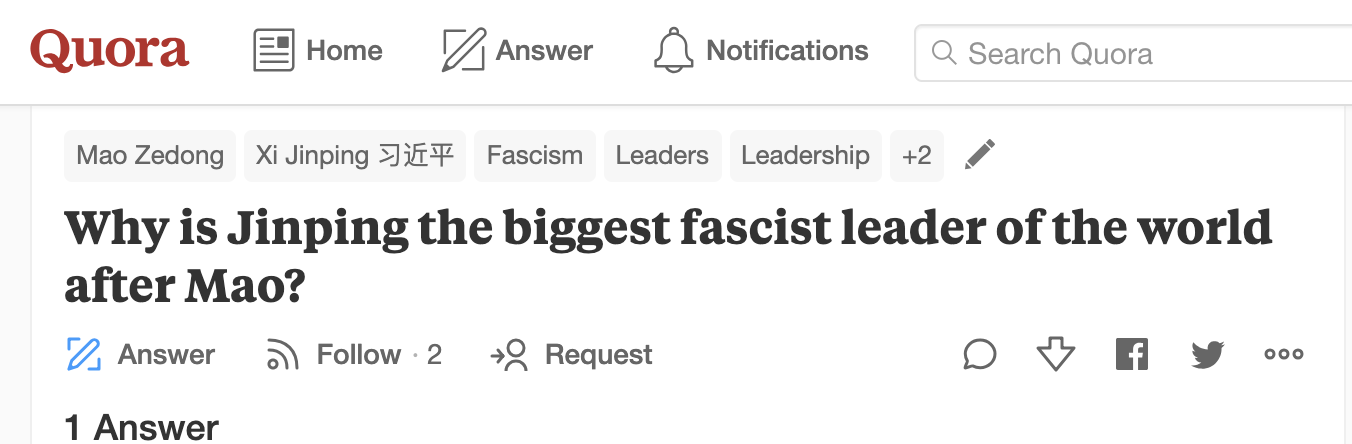 Quora Home Answer Notifications Search Quora
Mao Zedong Xi Jinping 习近平 Fascism Leaders Leadership +2
Why is Jinping the biggest fascist leader of the world
after Mao?
Answer Follow · 2 Request
1 Answer